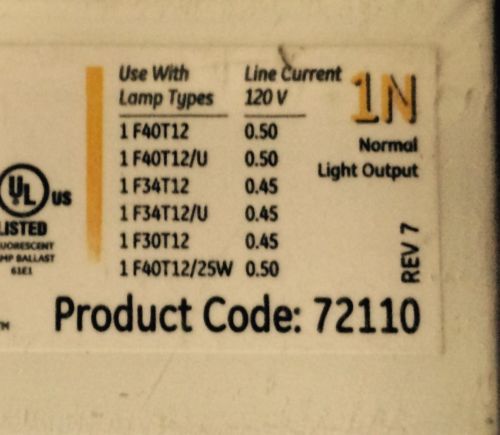 Use With Line Current
Lamp Types 120 V
1 F40T12 0.50
1 F40T12/U 0.50
1 F34T12 0.45
1 F34T12/U 0.45
1 F30T12 0.45
1 F40T12/25W 0.50
1N
Normal
Light Output
REV 7
UL US
LISTED
61E1
TM
Product Code: 72110